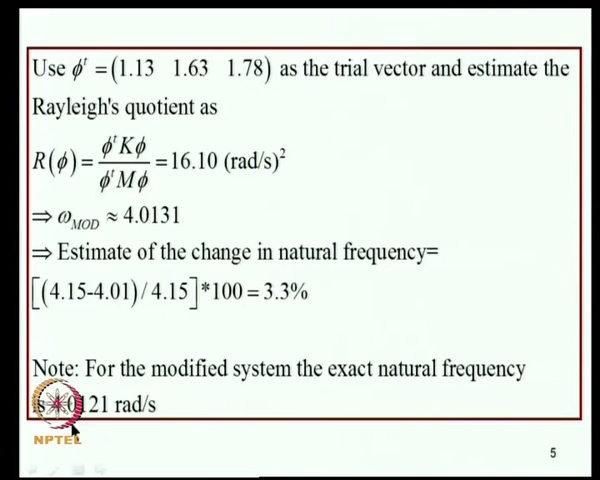 Use ϕᵗ = (1.13 1.63 1.78) as the trial vector and estimate the
Rayleigh's quotient as
R(ϕ) = ϕᵗKϕ / ϕᵗMϕ = 16.10 (rad/s)²
⇒ ω_MOD ≈ 4.0131
⇒ Estimate of the change in natural frequency=
[(4.15-4.01) / 4.15]*100 = 3.3%
Note: For the modified system the exact natural frequency
0121 rad/s
NPTEL
5